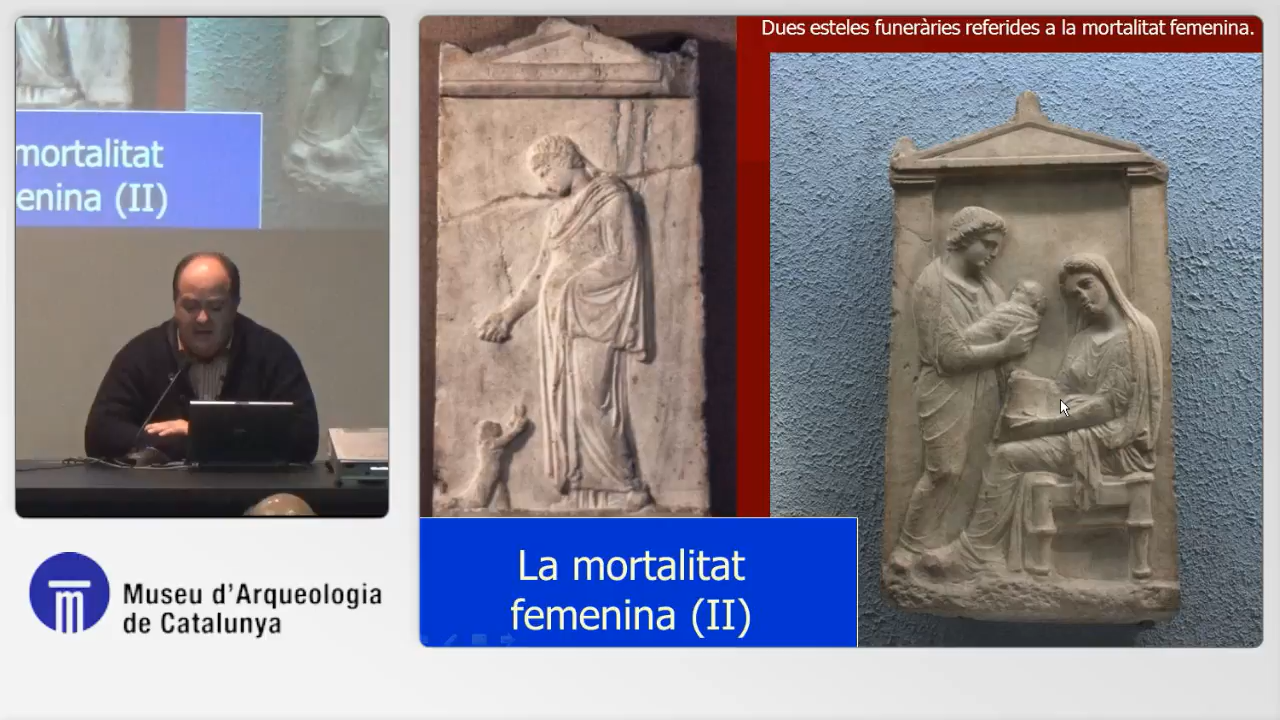 mortalitat
enina (II)
Museu d'Arqueologia
de Catalunya
Dues esteles funeràries referides a la mortalitat femenina.
La mortalitat
femenina (II)